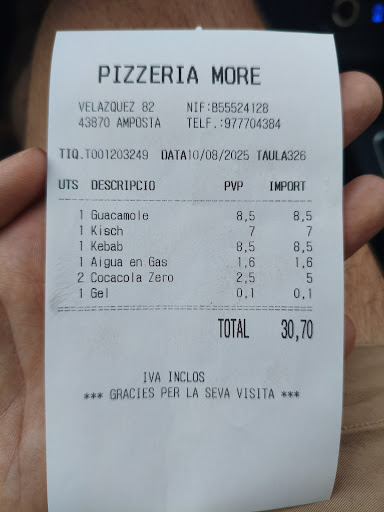 PIZZERIA MORE
VELAZQUEZ 82 NIF:B55524128
43870 AMPOSTA TELF.:977704384
TIQ.T001203249 DATA10/08/2025 TAULA326
UTS DESCRIPCIO PVP IMPORT
1 Guacamole 8,5 8,5
1 Kisch 7 7
1 Kebab 8,5 8,5
1 Aigua en Gas 1,6 1,6
2 Cocacola Zero 2,5 5
1 Gel 0,1 0,1
TOTAL 30,70
IVA INCLOS
*** GRACIES PER LA SEVA VISITA ***